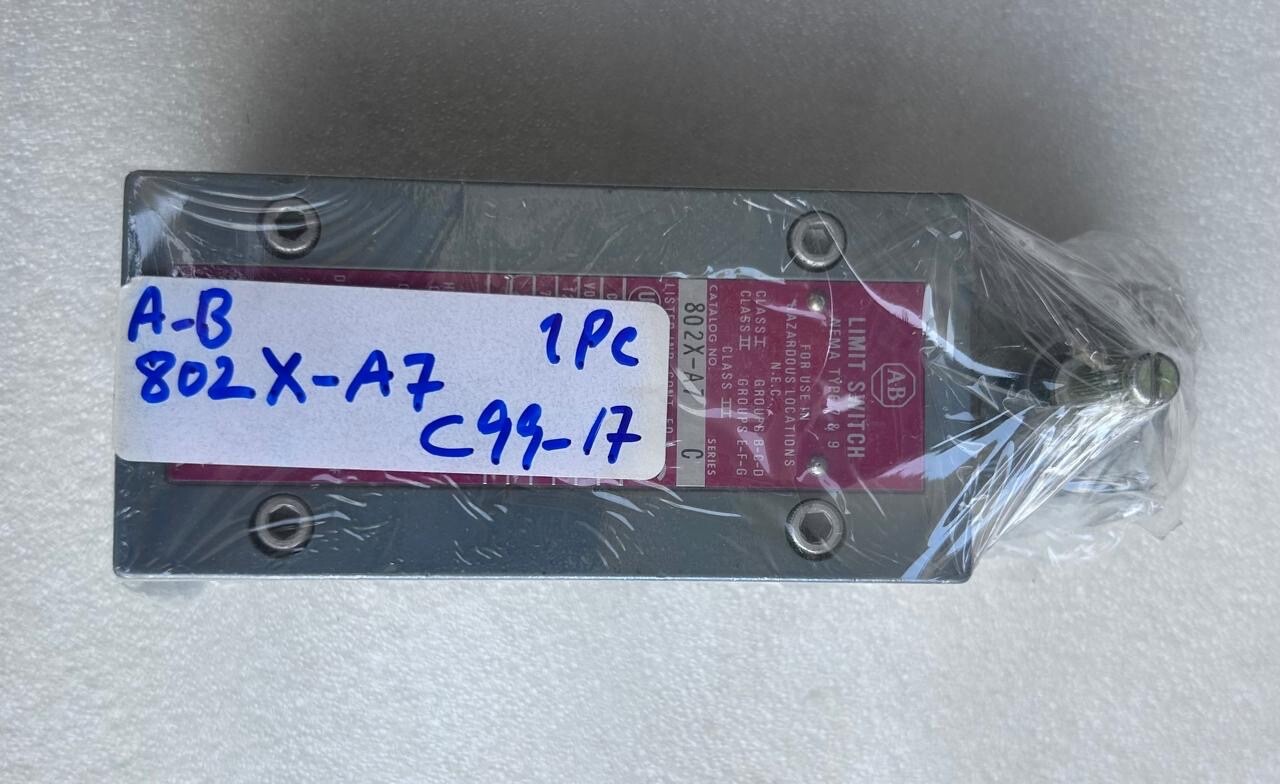 A-B
1Pc
802X-A7
C99-17
AB
LIMIT SWITCH
NEMA TYPE & 9
FOR USE IN
HAZARDOUS LOCATIONS
N.E.C.
CLASS I GROUPS B-C-D
CLASS II GROUPS E-F-G
CLASS III
CATALOG NO. SERIES
802X-A7 C
LISTED